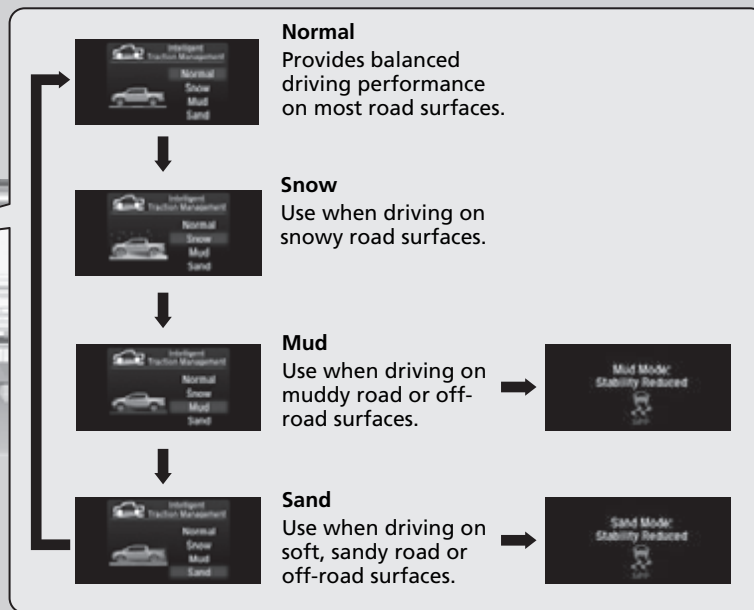 Normal
Provides balanced
driving performance
on most road surfaces.
Intelligent
Traction Management
Normal
Snow
Mud
Sand
Snow
Use when driving on
snowy road surfaces.
Intelligent
Traction Management
Normal
Snow
Mud
Sand
Mud
Use when driving on
muddy road or off-
road surfaces.
Intelligent
Traction Management
Normal
Snow
Mud
Sand
Mud Mode:
Stability Reduced
Sand
Use when driving on
soft, sandy road or
off-road surfaces.
Intelligent
Traction Management
Normal
Snow
Mud
Sand
Sand Mode:
Stability Reduced